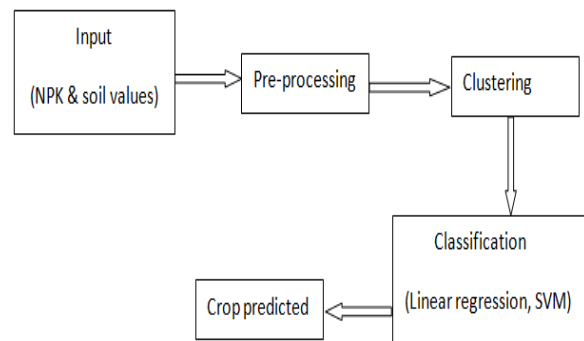 Input
(NPK & soil values)
Pre-processing
Clustering
Classification
(Linear regression, SVM)
Crop predicted